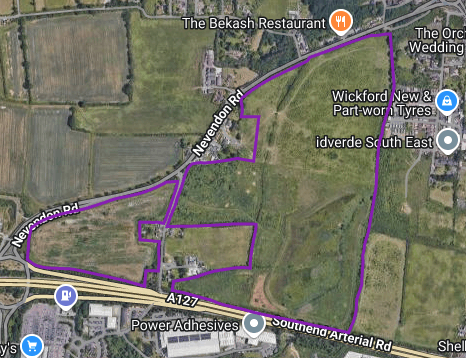 The Bekash Restaurant
The Orc
Wedding
Wickford New &
Part-worn Tyres
Nevendon Rd
idverde South East
Nevendon Rd
A127
Power Adhesives
Southend Arterial Rd
y's
Shel